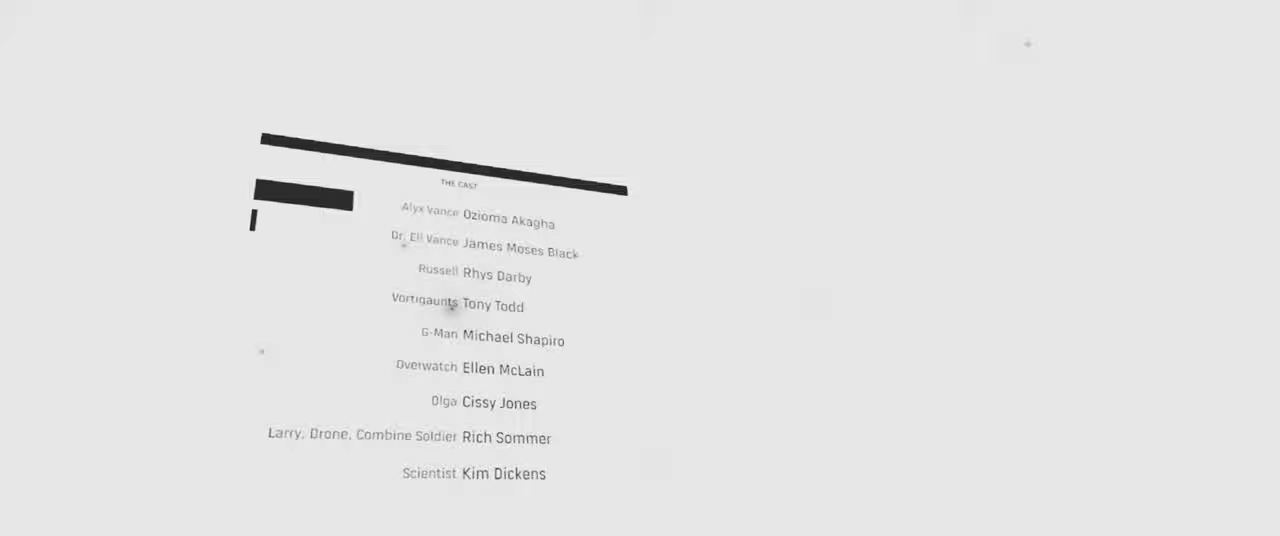 THE CAST
Alyx Vance Ozioma Akagha
Dr. Eli Vance James Moses Black
Russell Rhys Darby
Vortigaunts Tony Todd
G-Man Michael Shapiro
Overwatch Ellen McLain
Olga Cissy Jones
Larry, Drone, Combine Soldier Rich Sommer
Scientist Kim Dickens